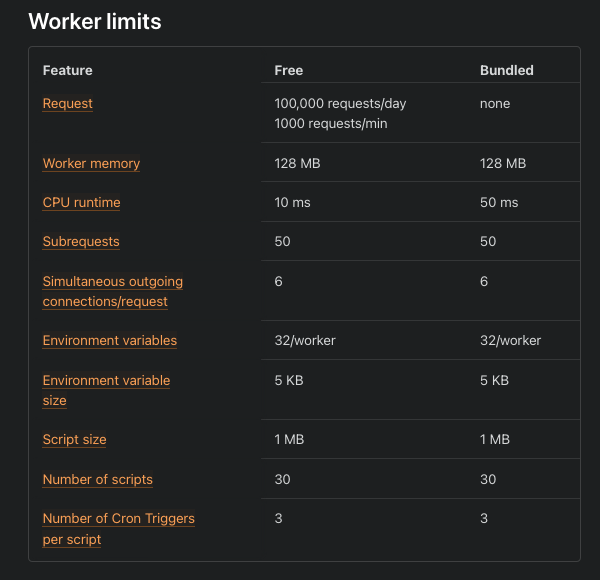 Worker limits
Feature Free Bundled
Request 100,000 requests/day none
1000 requests/min
Worker memory 128 MB 128 MB
CPU runtime 10 ms 50 ms
Subrequests 50 50
Simultaneous outgoing 6 6
connections/request
Environment variables 32/worker 32/worker
Environment variable 5 KB 5 KB
size
Script size 1 MB 1 MB
Number of scripts 30 30
Number of Cron Triggers 3 3
per script